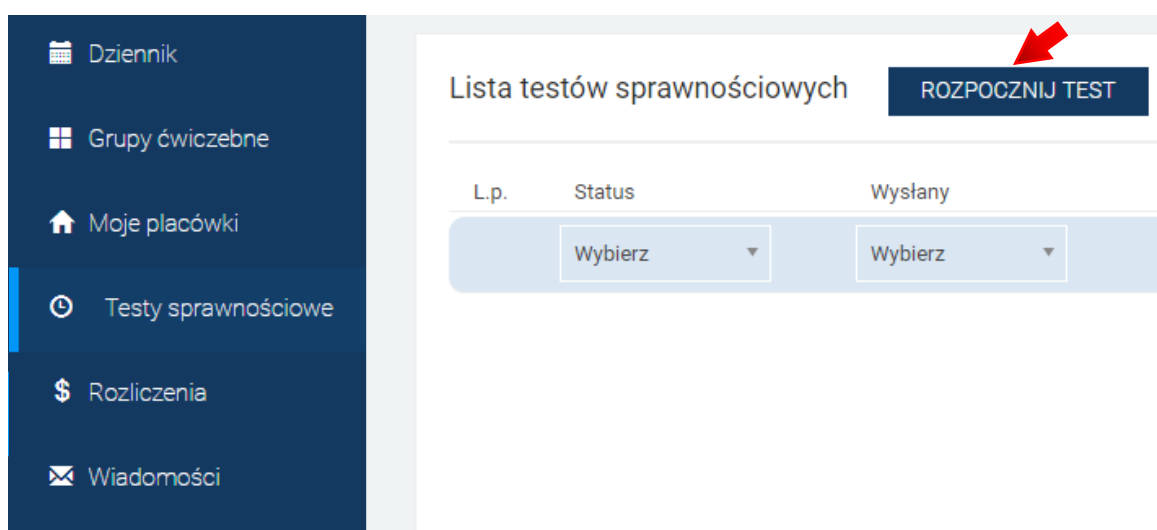 Dziennik
Grupy ćwiczebne
Moje placówki
Testy sprawnościowe
Rozliczenia
Wiadomości
Lista testów sprawnościowych
ROZPOCZNIJ TEST
L.p. Status Wysłany
Wybierz Wybierz